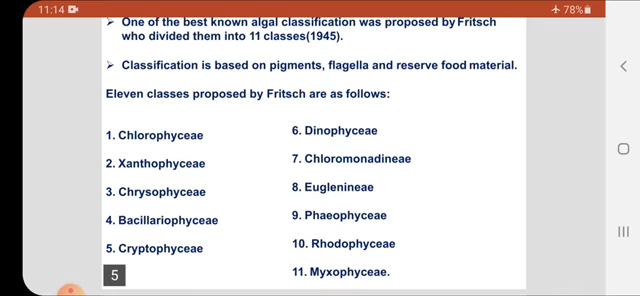 11:14
78%
➢ One of the best known algal classification was proposed by Fritsch
who divided them into 11 classes(1945).
➢ Classification is based on pigments, flagella and reserve food material.
Eleven classes proposed by Fritsch are as follows:
1. Chlorophyceae
2. Xanthophyceae
3. Chrysophyceae
4. Bacillariophyceae
5. Cryptophyceae
6. Dinophyceae
7. Chloromonadineae
8. Euglenineae
9. Phaeophyceae
10. Rhodophyceae
11. Myxophyceae.
5